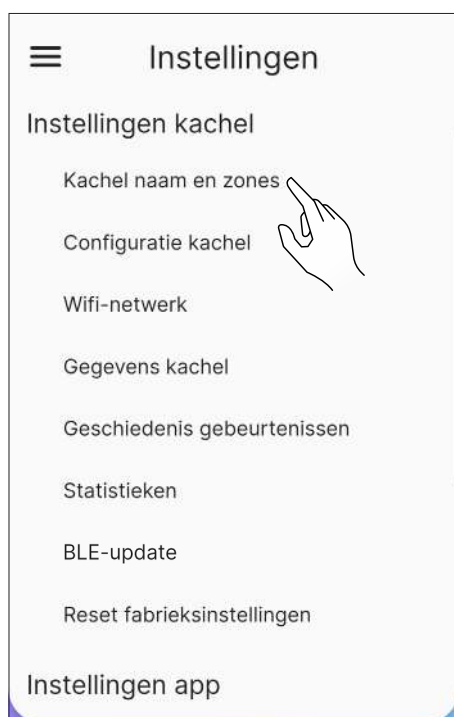 Instellingen
Instellingen kachel
Kachel naam en zones
Configuratie kachel
Wifi-netwerk
Gegevens kachel
Geschiedenis gebeurtenissen
Statistieken
BLE-update
Reset fabrieksinstellingen
Instellingen app